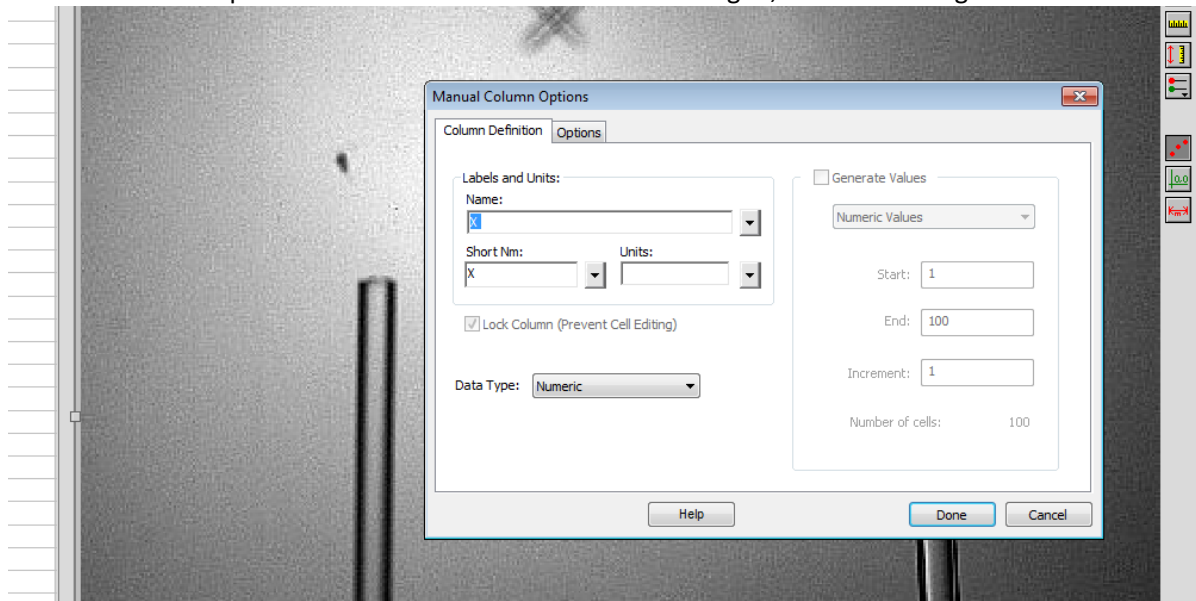 Manual Column Options
Column Definition Options
Labels and Units:
Name:
X
Short Nm: Units:
X
Lock Column (Prevent Cell Editing)
Data Type: Numeric
Generate Values
Numeric Values
Start: 1
End: 100
Increment: 1
Number of cells: 100
Help Done Cancel
0.0
m